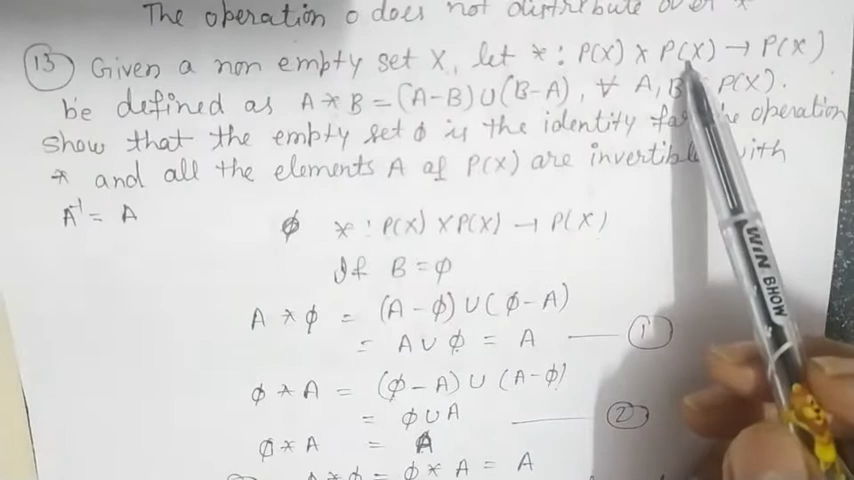 The operation o does not distribute over *
(13) Given a non empty set X, let * : P(X) X P(X) → P(X)
be defined as A * B = (A-B) ∪ (B-A), ∀ A, B P(X).
show that the empty set ϕ is the identity for operation
* and all the elements A of P(X) are with
A⁻¹ = A
ϕ * : P(X) X P(X) → P(X)
If B = ϕ
A * ϕ = (A - ϕ) ∪ (ϕ - A)
= A ∪ ϕ = A — (1)
ϕ * A = (ϕ - A) ∪ (A - ϕ)
= ϕ ∪ A — (2)
ϕ * A = A
A * ϕ = ϕ * A = A
WIN BHOW